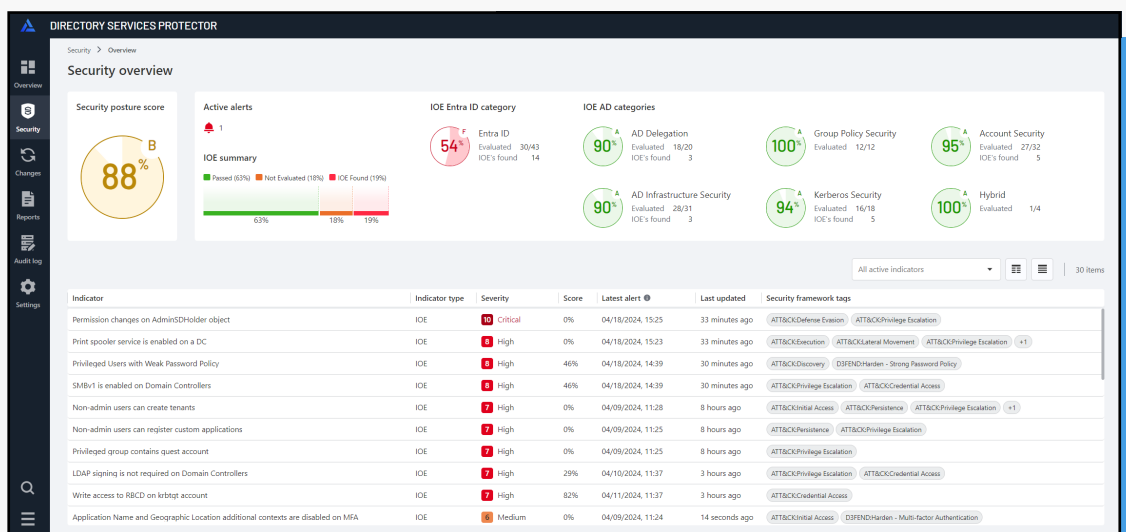 DIRECTORY SERVICES PROTECTOR
Security > Overview
Security overview
Overview
Security
Changes
Reports
Audit log
Settings
Security posture score
88% B
Active alerts
1
IOE summary
Passed (63%) Not Evaluated (18%) IOE Found (19%)
63% 18% 19%
IOE Entra ID category
54% F
Entra ID
Evaluated 30/43
IOE's found 14
IOE AD categories
90% A
AD Delegation
Evaluated 18/20
IOE's found 3
100% A
Group Policy Security
Evaluated 12/12
95% A
Account Security
Evaluated 27/32
IOE's found 5
90% A
AD Infrastructure Security
Evaluated 28/31
IOE's found 3
94% A
Kerberos Security
Evaluated 16/18
IOE's found 5
100% A
Hybrid
Evaluated 1/4
All active indicators
30 items
Indicator Indicator type Severity Score Latest alert Last updated Security framework tags
Permission changes on AdminSDHolder object IOE 10 Critical 0% 04/18/2024, 15:25 33 minutes ago ATT&CK:Defense Evasion ATT&CK:Privilege Escalation
Print spooler service is enabled on a DC IOE 8 High 0% 04/18/2024, 15:23 33 minutes ago ATT&CK:Execution ATT&CK:Lateral Movement ATT&CK:Privilege Escalation +1
Privileged Users with Weak Password Policy IOE 8 High 46% 04/18/2024, 14:39 30 minutes ago ATT&CK:Discovery D3FEND:Harden - Strong Password Policy
SMBv1 is enabled on Domain Controllers IOE 8 High 46% 04/18/2024, 14:39 30 minutes ago ATT&CK:Privilege Escalation ATT&CK:Credential Access
Non-admin users can create tenants IOE 7 High 0% 04/09/2024, 11:28 8 hours ago ATT&CK:Initial Access ATT&CK:Persistence ATT&CK:Privilege Escalation +1
Non-admin users can register custom applications IOE 7 High 0% 04/09/2024, 11:25 8 hours ago ATT&CK:Persistence ATT&CK:Privilege Escalation
Privileged group contains guest account IOE 7 High 0% 04/09/2024, 11:25 8 hours ago ATT&CK:Privilege Escalation
LDAP signing is not required on Domain Controllers IOE 7 High 29% 04/10/2024, 11:37 3 hours ago ATT&CK:Privilege Escalation ATT&CK:Credential Access
Write access to RBCD on krbtgt account IOE 7 High 82% 04/11/2024, 11:37 3 hours ago ATT&CK:Credential Access
Application Name and Geographic Location additional contexts are disabled on MFA IOE 6 Medium 0% 04/09/2024, 11:24 14 seconds ago ATT&CK:Initial Access D3FEND:Harden - Multi-factor Authentication